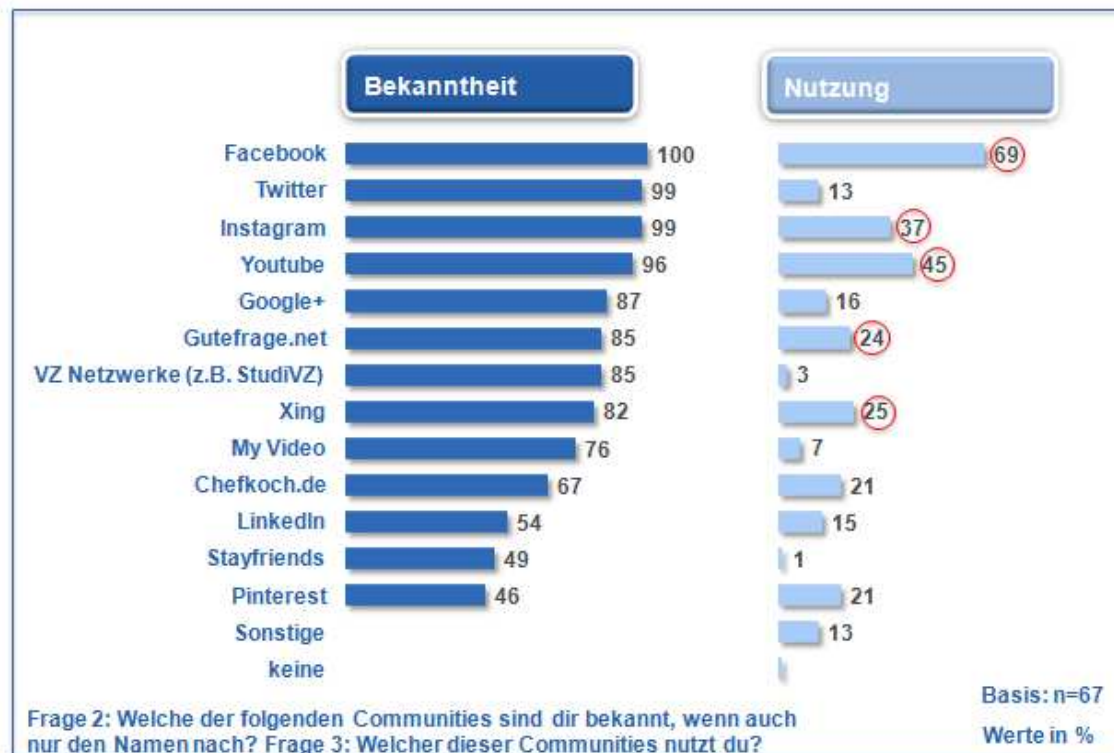 Bekanntheit Nutzung
Facebook 100 69
Twitter 99 13
Instagram 99 37
Youtube 96 45
Google+ 87 16
Gutefrage.net 85 24
VZ Netzwerke (z.B. StudiVZ) 85 3
Xing 82 25
My Video 76 7
Chefkoch.de 67 21
LinkedIn 54 15
Stayfriends 49 1
Pinterest 46 21
Sonstige 13
keine
Basis: n=67
Frage 2: Welche der folgenden Communities sind dir bekannt, wenn auch
nur den Namen nach? Frage 3: Welcher dieser Communities nutzt du?
Werte in %